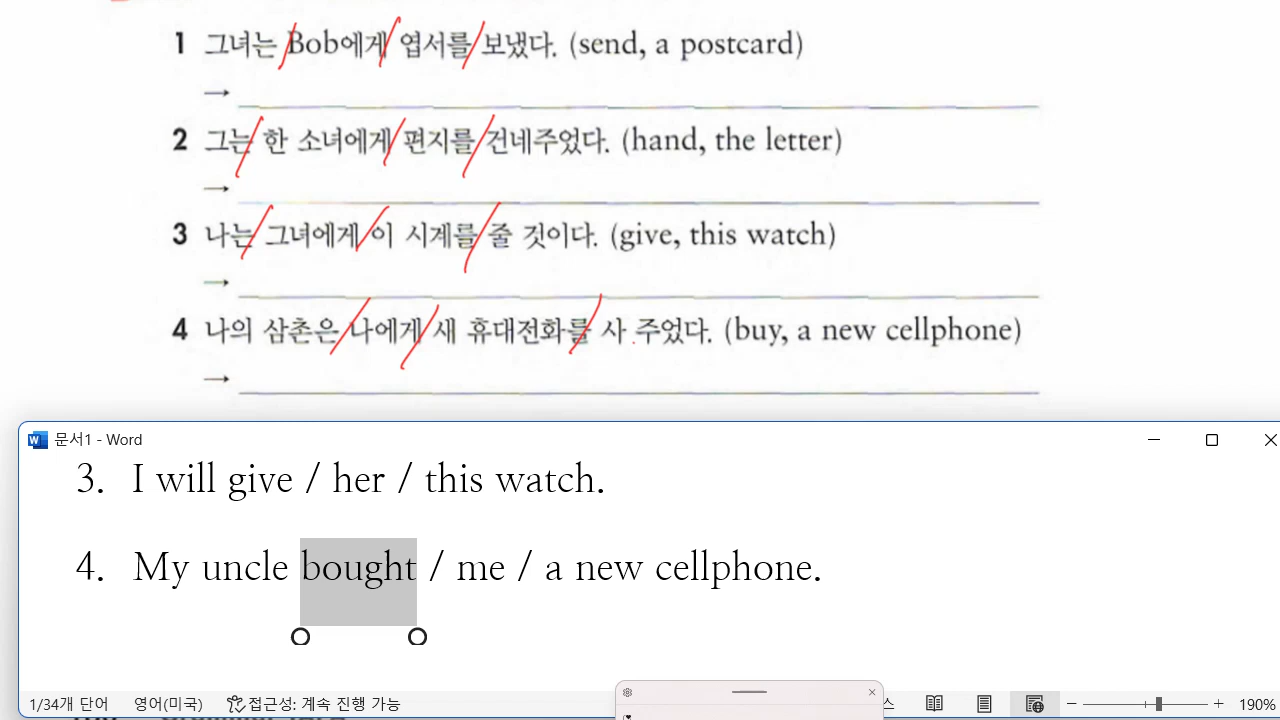 1 그녀는 Bob에게 엽서를 보냈다. (send, a postcard)
→
2 그는 한 소녀에게 편지를 건네주었다. (hand, the letter)
→
3 나는 그녀에게 이 시계를 줄 것이다. (give, this watch)
→
4 나의 삼촌은 나에게 새 휴대전화를 사 주었다. (buy, a new cellphone)
→
문서1 - Word
3. I will give / her / this watch.
4. My uncle bought / me / a new cellphone.
1/34개 단어 영어(미국) 접근성: 계속 진행 가능 스 190%